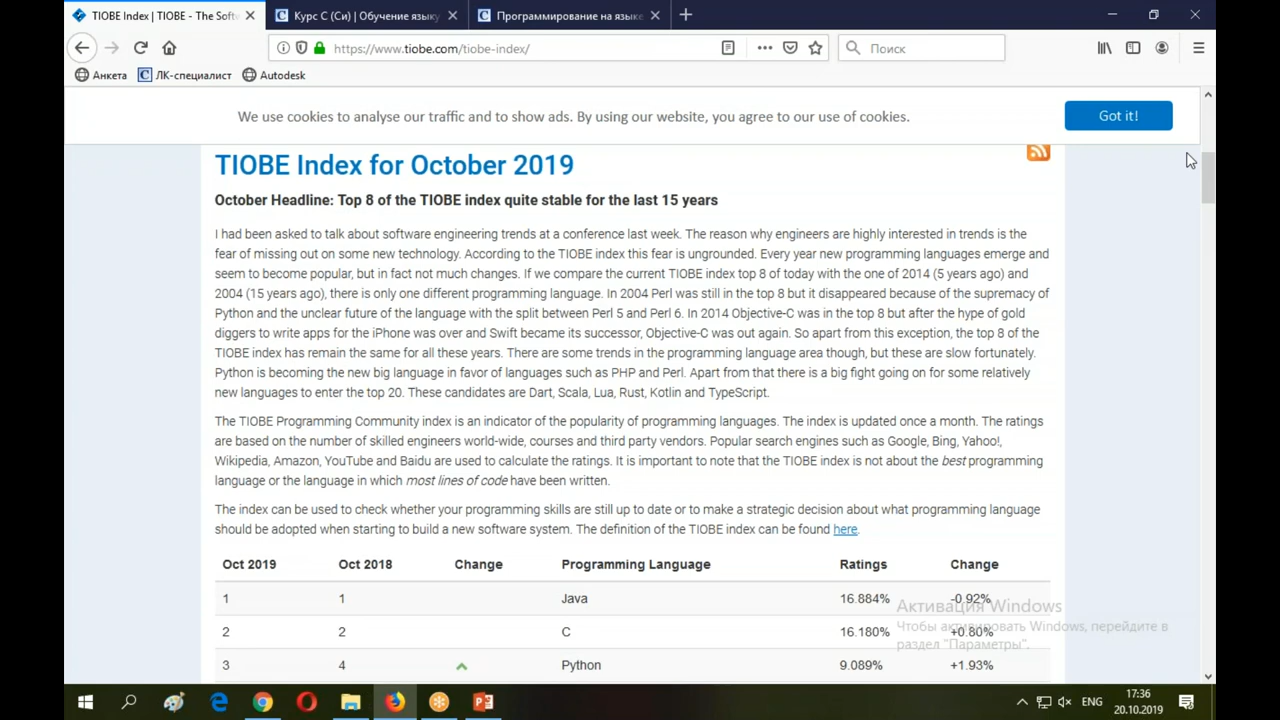 TIOBE Index | TIOBE - The Softw
Курс C (Си) | Обучение языку
Программирование на языке
https://www.tiobe.com/tiobe-index/
Поиск
Анкета
ЛК-специалист
Autodesk
We use cookies to analyse our traffic and to show ads. By using our website, you agree to our use of cookies.
Got it!
TIOBE Index for October 2019
October Headline: Top 8 of the TIOBE index quite stable for the last 15 years
I had been asked to talk about software engineering trends at a conference last week. The reason why engineers are highly interested in trends is the
fear of missing out on some new technology. According to the TIOBE index this fear is ungrounded. Every year new programming languages emerge and
seem to become popular, but in fact not much changes. If we compare the current TIOBE index top 8 of today with the one of 2014 (5 years ago) and
2004 (15 years ago), there is only one different programming language. In 2004 Perl was still in the top 8 but it disappeared because of the supremacy of
Python and the unclear future of the language with the split between Perl 5 and Perl 6. In 2014 Objective-C was in the top 8 but after the hype of gold
diggers to write apps for the iPhone was over and Swift became its successor, Objective-C was out again. So apart from this exception, the top 8 of the
TIOBE index has remain the same for all these years. There are some trends in the programming language area though, but these are slow fortunately.
Python is becoming the new big language in favor of languages such as PHP and Perl. Apart from that there is a big fight going on for some relatively
new languages to enter the top 20. These candidates are Dart, Scala, Lua, Rust, Kotlin and TypeScript.
The TIOBE Programming Community index is an indicator of the popularity of programming languages. The index is updated once a month. The ratings
are based on the number of skilled engineers world-wide, courses and third party vendors. Popular search engines such as Google, Bing, Yahoo!,
Wikipedia, Amazon, YouTube and Baidu are used to calculate the ratings. It is important to note that the TIOBE index is not about the best programming
language or the language in which most lines of code have been written.
The index can be used to check whether your programming skills are still up to date or to make a strategic decision about what programming language
should be adopted when starting to build a new software system. The definition of the TIOBE index can be found here.
Oct 2019 Oct 2018 Change Programming Language Ratings Change
1 1 Java 16.884% -0.92%
2 2 C 16.180% +0.80%
3 4 Python 9.089% +1.93%
Активация Windows
Чтобы активировать Windows, перейдите в
раздел "Параметры".
ENG
17:36
20.10.2019